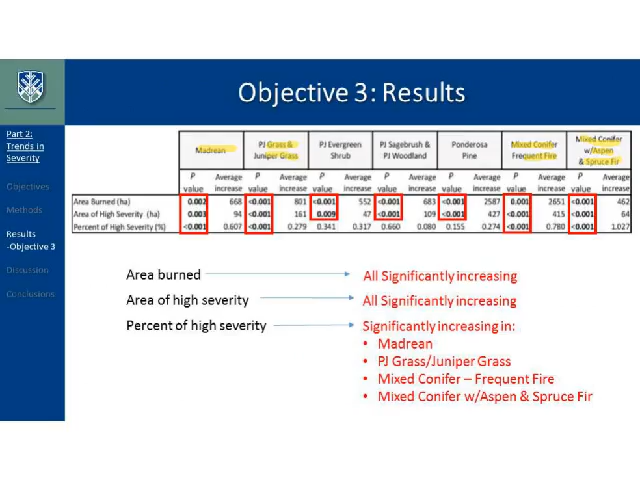 Objective 3: Results
Part 2:
Trends in
Severity
Objectives
Methods
Results
-Objective 3
Discussion
Conclusions
Madrean
PJ Grass &
Juniper Grass
PJ Evergreen
Shrub
PJ Sagebrush &
PJ Woodland
Ponderosa
Pine
Mixed Conifer
Frequent Fire
Mixed Conifer
w/Aspen
& Spruce Fir
P value Average increase P value Average increase P value Average increase P value Average increase P value Average increase P value Average increase P value Average increase
Area Burned (ha) 0.002 668 <0.001 801 <0.001 552 <0.001 683 <0.001 2587 0.001 2651 <0.001 462
Area of High Severity (ha) 0.003 94 <0.001 161 0.009 47 <0.001 109 <0.001 427 <0.001 415 <0.001 64
Percent of High Severity (%) <0.001 0.607 <0.001 0.279 0.341 0.317 0.660 0.080 0.155 0.274 <0.001 0.780 <0.001 1.027
Area burned All Significantly increasing
Area of high severity All Significantly increasing
Percent of high severity Significantly increasing in:
• Madrean
• PJ Grass/Juniper Grass
• Mixed Conifer – Frequent Fire
• Mixed Conifer w/Aspen & Spruce Fir